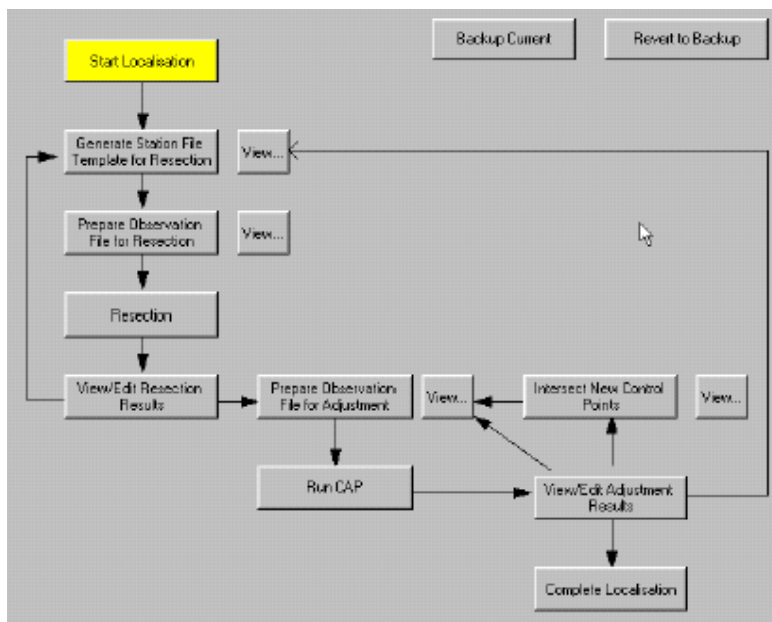 Backup Current
Revert to Backup
Start Localisation
Generate Station File
Template for Resection
View...
Prepare Observation
File for Resection
View...
Resection
View/Edit Resection
Results
Prepare Observation
File for Adjustment
View...
Intersect New Control
Points
View...
Run CAP
View/Edit Adjustment
Results
Complete Localisation